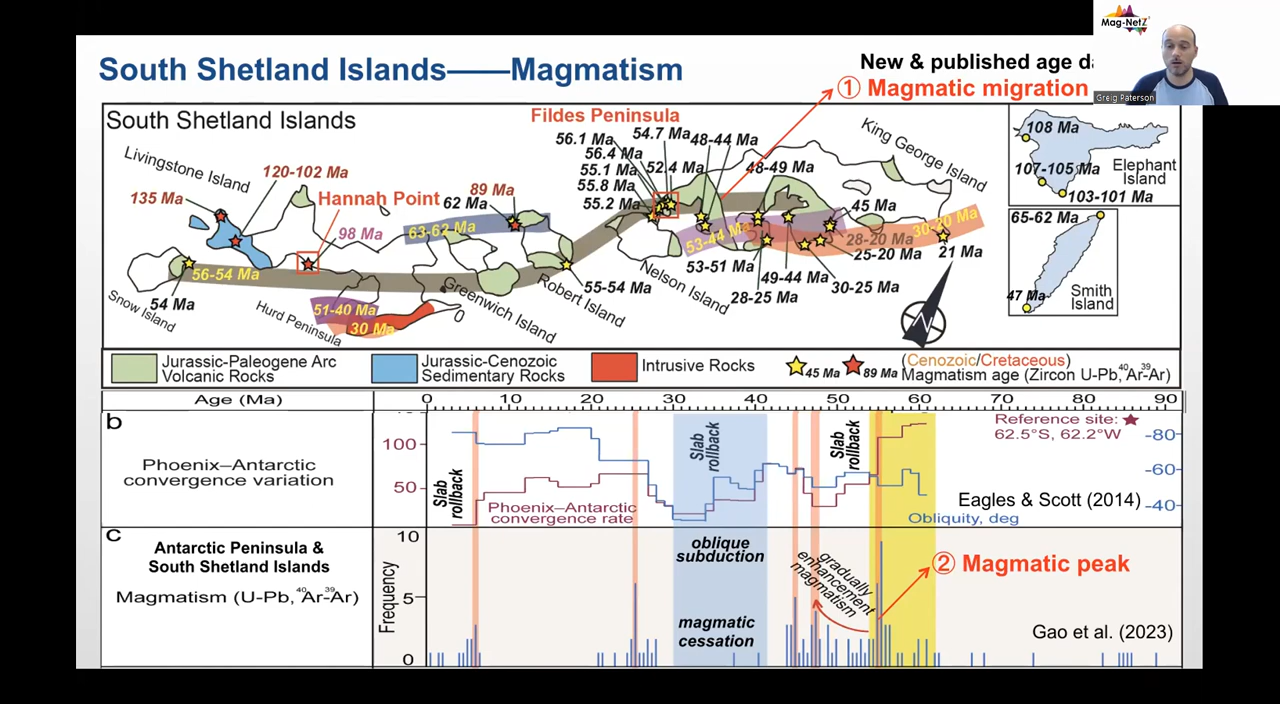 Mag-NetZ
Greig Paterson
South Shetland Islands——Magmatism
New & published age da
① Magmatic migration
South Shetland Islands
Fildes Peninsula
Livingstone Island
120-102 Ma
135 Ma
Hannah Point
98 Ma
89 Ma
62 Ma
63-62 Ma
56.1 Ma
56.4 Ma
55.1 Ma
55.8 Ma
55.2 Ma
54.7 Ma
52.4 Ma
48-44 Ma
48-49 Ma
King George Island
45 Ma
53-44 Ma
28-20 Ma
30-20 Ma
25-20 Ma
21 Ma
53-51 Ma
49-44 Ma
30-25 Ma
28-25 Ma
Nelson Island
55-54 Ma
Robert Island
Greenwich Island
56-54 Ma
54 Ma
Snow Island
Hurd Peninsula
51-40 Ma
30 Ma
N
108 Ma
107-105 Ma
Elephant
Island
103-101 Ma
65-62 Ma
47 Ma
Smith
Island
Jurassic-Paleogene Arc
Volcanic Rocks
Jurassic-Cenozoic
Sedimentary Rocks
Intrusive Rocks
45 Ma
89 Ma
(Cenozoic/Cretaceous)
Magmatism age (Zircon U-Pb, 40Ar-39Ar)
Age (Ma)
0 10 20 30 40 50 60 70 80 90
b
Phoenix–Antarctic
convergence variation
100
50
Slab
rollback
Slab
rollback
Slab
rollback
Phoenix–Antarctic
convergence rate
Reference site:
62.5°S, 62.2°W
-80
-60
-40
Eagles & Scott (2014)
Obliquity, deg
c
Antarctic Peninsula &
South Shetland Islands
Magmatism (U-Pb, 40Ar-39Ar)
Frequency
10
5
0
oblique
subduction
magmatic
cessation
gradually
enhancement
magmatism
② Magmatic peak
Gao et al. (2023)